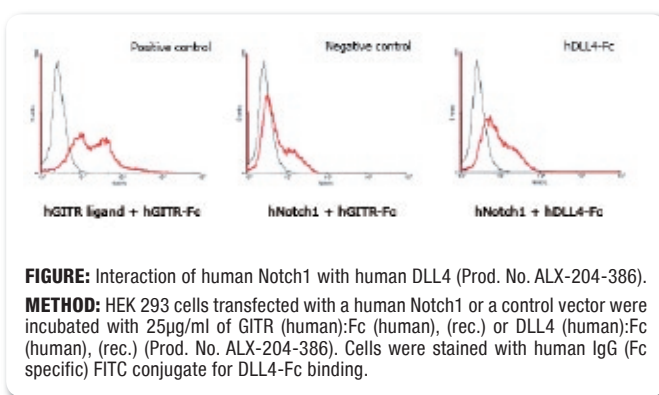 Positive control
Negative control
hDLL4-Fc
hGITR ligand + hGITR-Fc
hNotch1 + hGITR-Fc
hNotch1 + hDLL4-Fc
FIGURE: Interaction of human Notch1 with human DLL4 (Prod. No. ALX-204-386).
METHOD: HEK 293 cells transfected with a human Notch1 or a control vector were
incubated with 25µg/ml of GITR (human):Fc (human), (rec.) or DLL4 (human):Fc
(human), (rec.) (Prod. No. ALX-204-386). Cells were stained with human IgG (Fc
specific) FITC conjugate for DLL4-Fc binding.